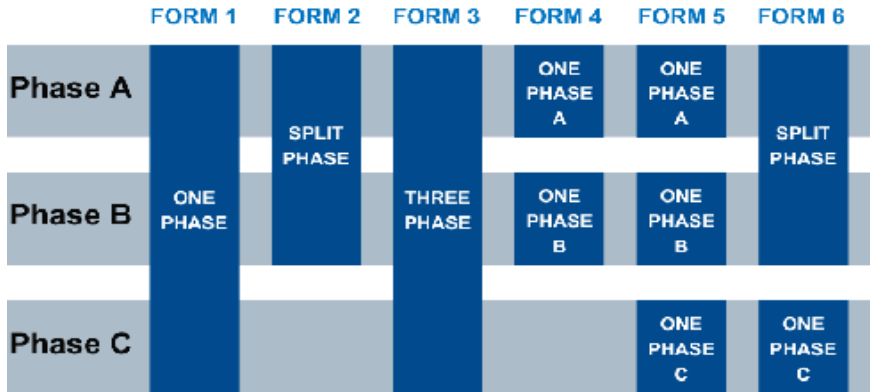 FORM 1 FORM 2 FORM 3 FORM 4 FORM 5 FORM 6
Phase A
Phase B
Phase C
ONE
PHASE
SPLIT
PHASE
THREE
PHASE
ONE
PHASE
A
ONE
PHASE
B
ONE
PHASE
A
ONE
PHASE
B
ONE
PHASE
C
SPLIT
PHASE
ONE
PHASE
C